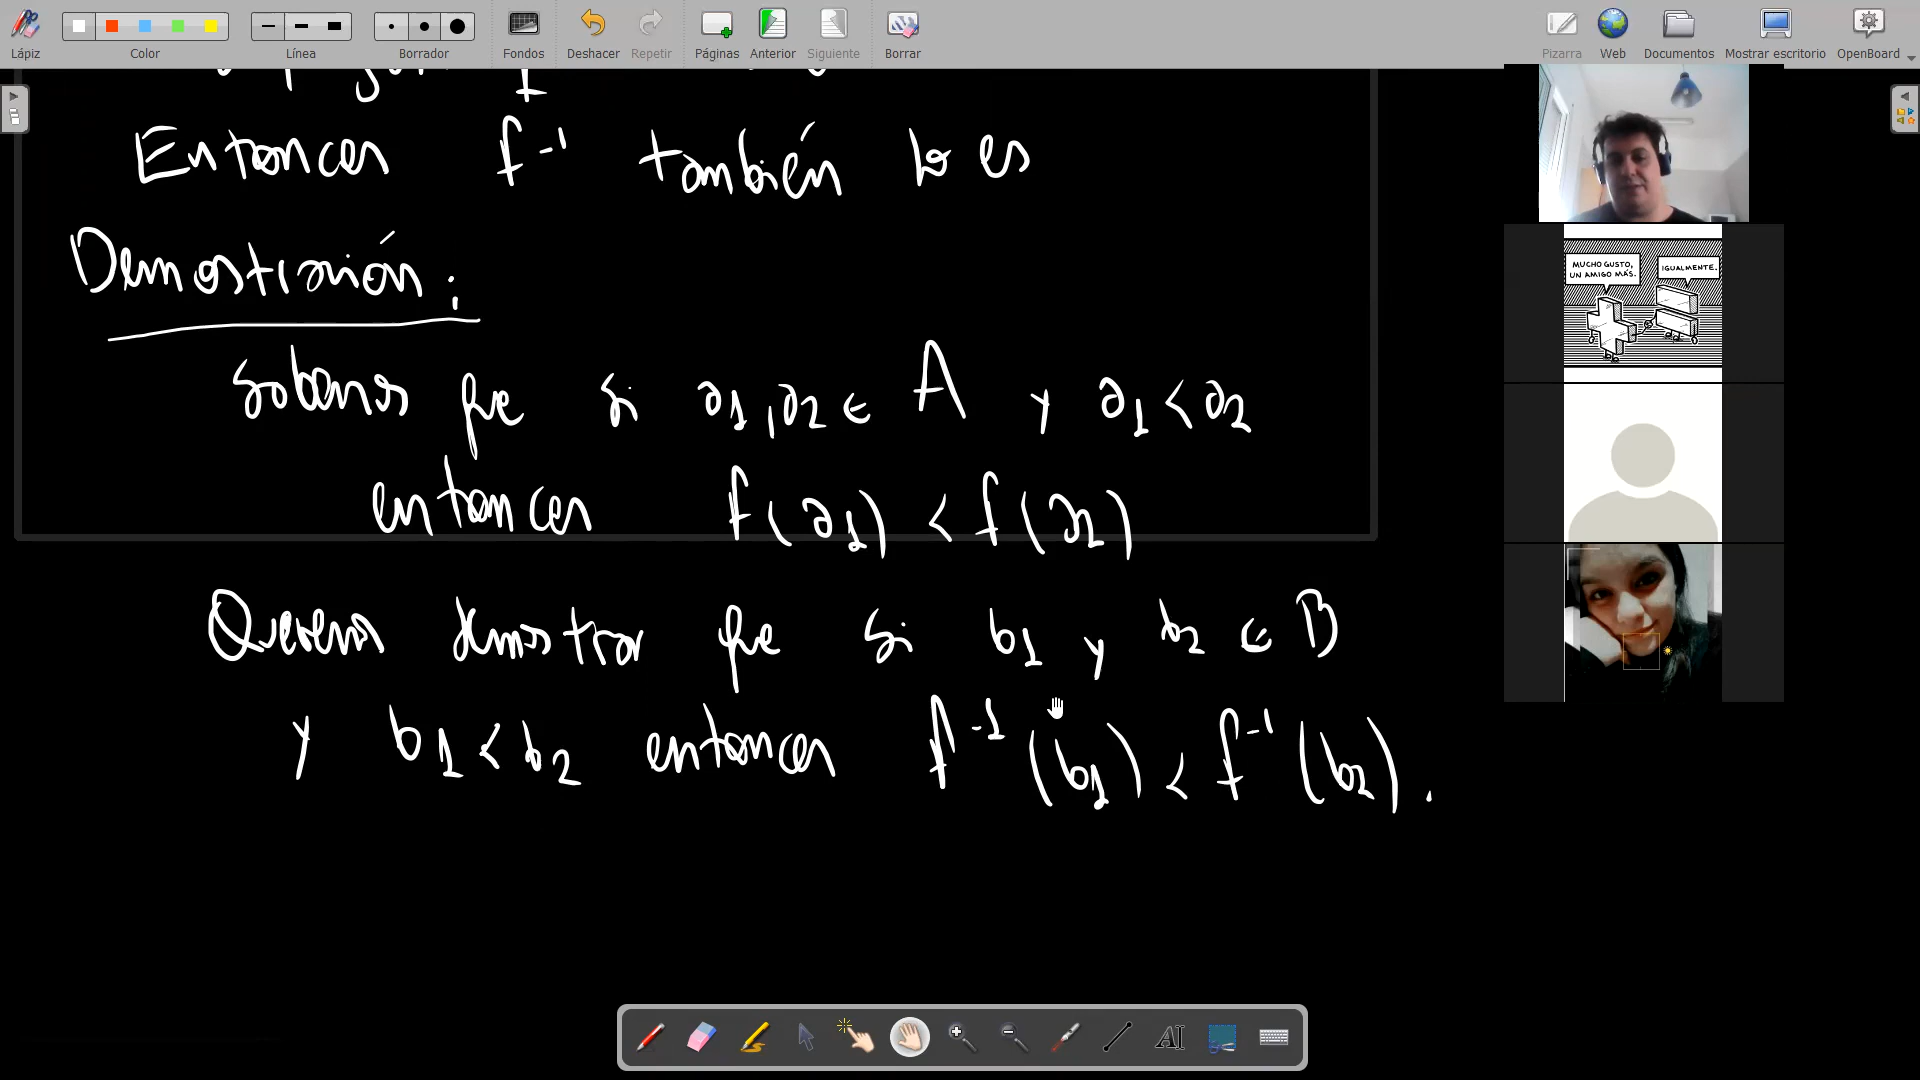 Lápiz Color Línea Borrador Fondos Deshacer Repetir Páginas Anterior Siguiente Borrar Pizarra Web Documentos Mostrar escritorio OpenBoard
Entonces f⁻¹ también lo es
Demostración:
sabemos que si a1, a2 ∈ A y a1 < a2
entonces f(a1) < f(a2)
Queremos demostrar que si b1 y b2 ∈ B
y b1 < b2 entonces f⁻¹(b1) < f⁻¹(b2).
MUCHO GUSTO,
UN AMIGO MÁS.
IGUALMENTE.
AI